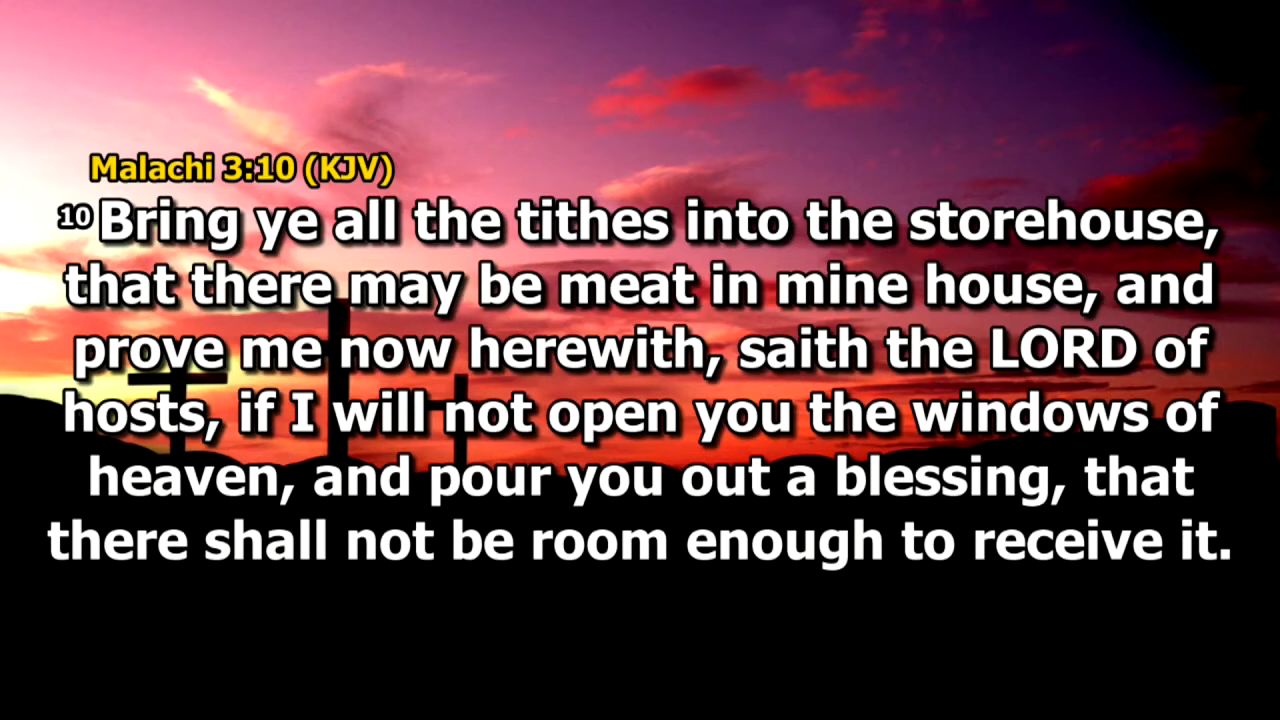 Malachi 3:10 (KJV)
10 Bring ye all the tithes into the storehouse,
that there may be meat in mine house, and
prove me now herewith, saith the LORD of
hosts, if I will not open you the windows of
heaven, and pour you out a blessing, that
there shall not be room enough to receive it.